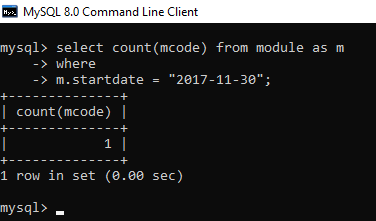 MySQL 8.0 Command Line Client
mysql> select count(mcode) from module as m
    -> where
    -> m.startdate = "2017-11-30";
+--------------+
| count(mcode) |
+--------------+
|            1 |
+--------------+
1 row in set (0.00 sec)
mysql> _